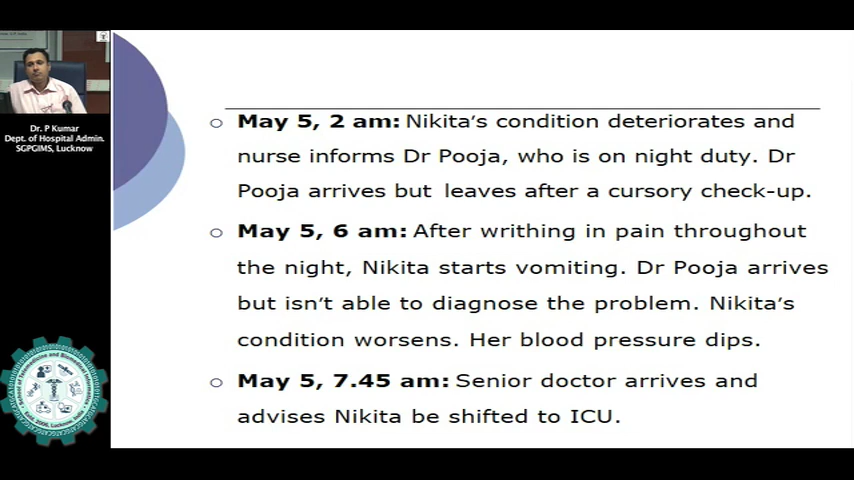 Dr. P Kumar
Dept. of Hospital Admin.
SGPGIMS, Lucknow
May 5, 2 am: Nikita's condition deteriorates and
nurse informs Dr Pooja, who is on night duty. Dr
Pooja arrives but leaves after a cursory check-up.
May 5, 6 am: After writhing in pain throughout
the night, Nikita starts vomiting. Dr Pooja arrives
but isn't able to diagnose the problem. Nikita's
condition worsens. Her blood pressure dips.
May 5, 7.45 am: Senior doctor arrives and
advises Nikita be shifted to ICU.